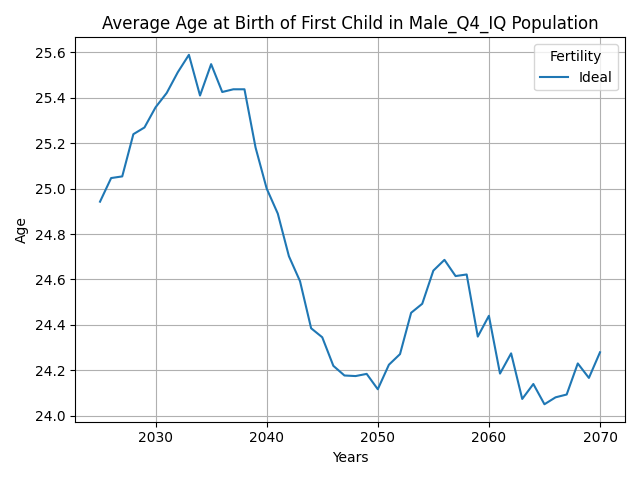 Average Age at Birth of First Child in Male_Q4_IQ Population
Fertility
Ideal
Age
25.6
25.4
25.2
25.0
24.8
24.6
24.4
24.2
24.0
2030 2040 2050 2060 2070
Years